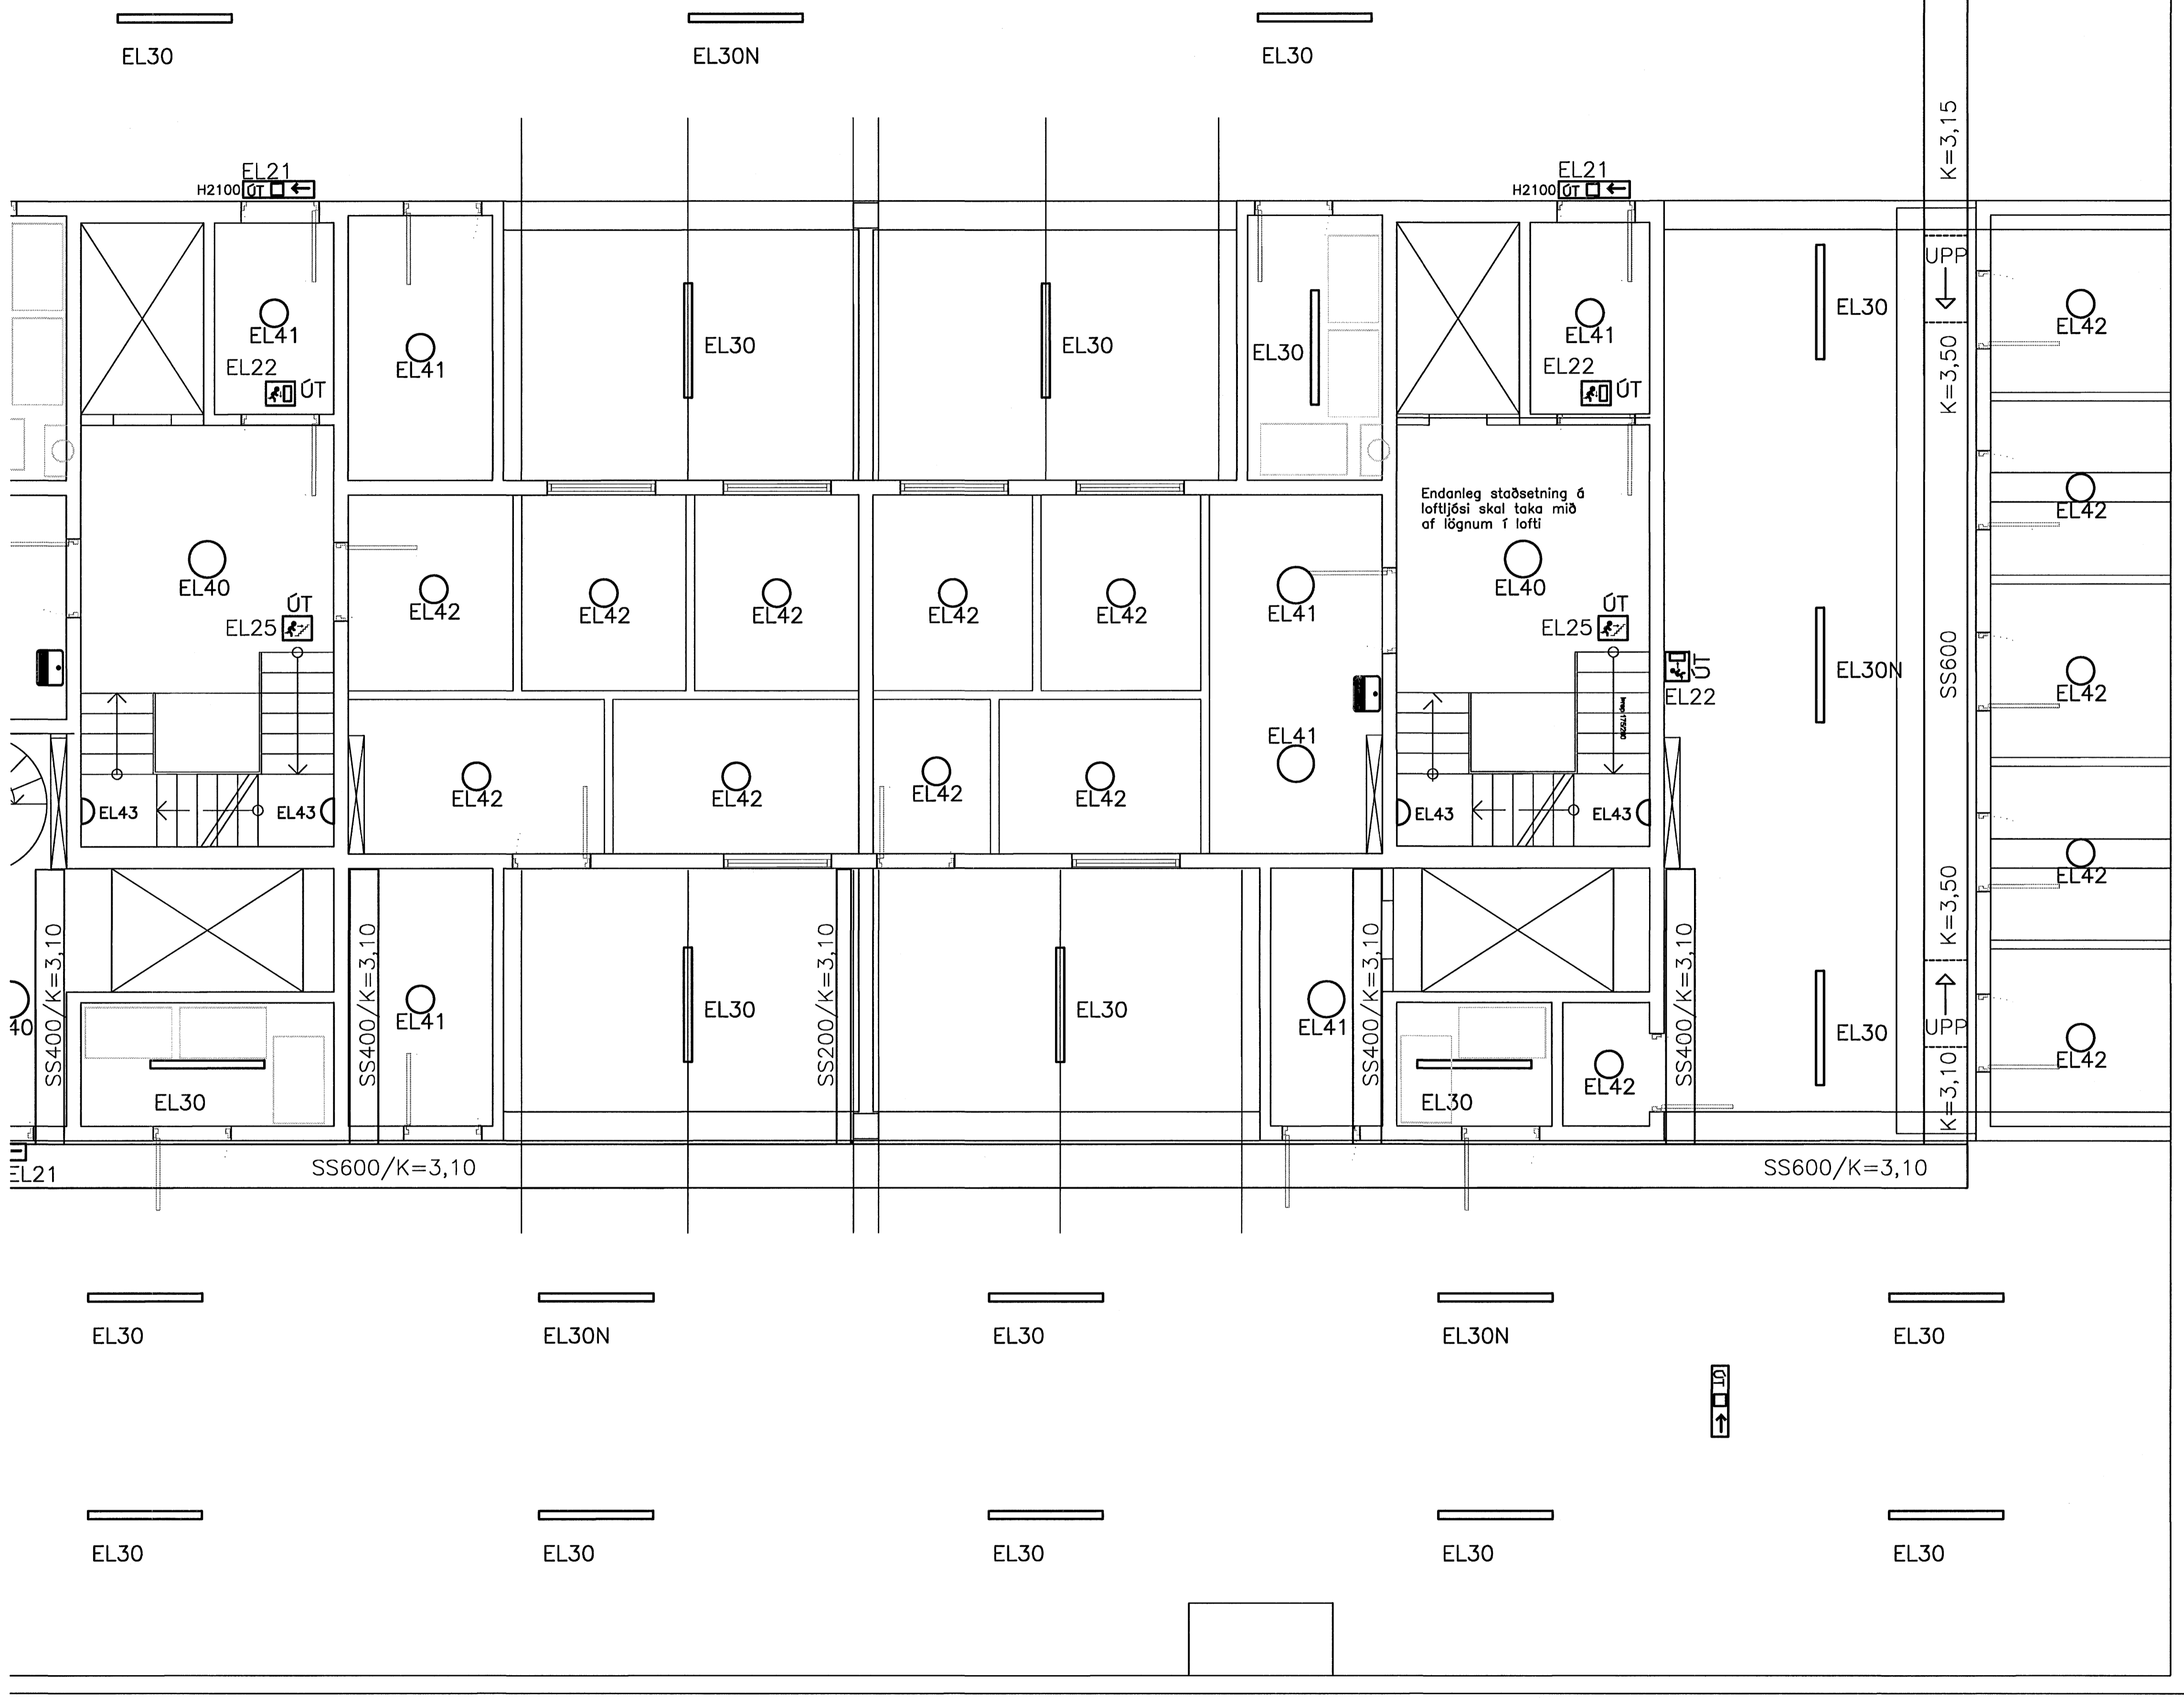 EL30
EL30N
EL30
K=3,15
EL21
H2100 ÚT
EL21
H2100 ÚT
UPP
EL41
EL22
ÚT
EL41
EL30
EL30
EL30
EL41
EL22
ÚT
EL30
K=3,50
EL42
Endanleg staðsetning á
loftljósi skal taka mið
af lögnum í lofti
EL42
EL40
ÚT
EL25
EL42
EL42
EL42
EL42
EL42
EL41
EL40
ÚT
EL25
ÚT
EL22
EL30N
SS600
EL42
EL41
EL43
EL43
EL42
EL42
EL42
EL42
EL43
EL43
EL42
K=3,50
40
SS400/K=3,10
SS400/K=3,10
EL41
EL30
SS200/K=3,10
EL30
EL41
SS400/K=3,10
SS400/K=3,10
EL30
UPP
EL42
EL30
EL30
EL42
K=3,10
EL21
SS600/K=3,10
SS600/K=3,10
EL30
EL30N
EL30
EL30N
EL30
ÚT
EL30
EL30
EL30
EL30
EL30